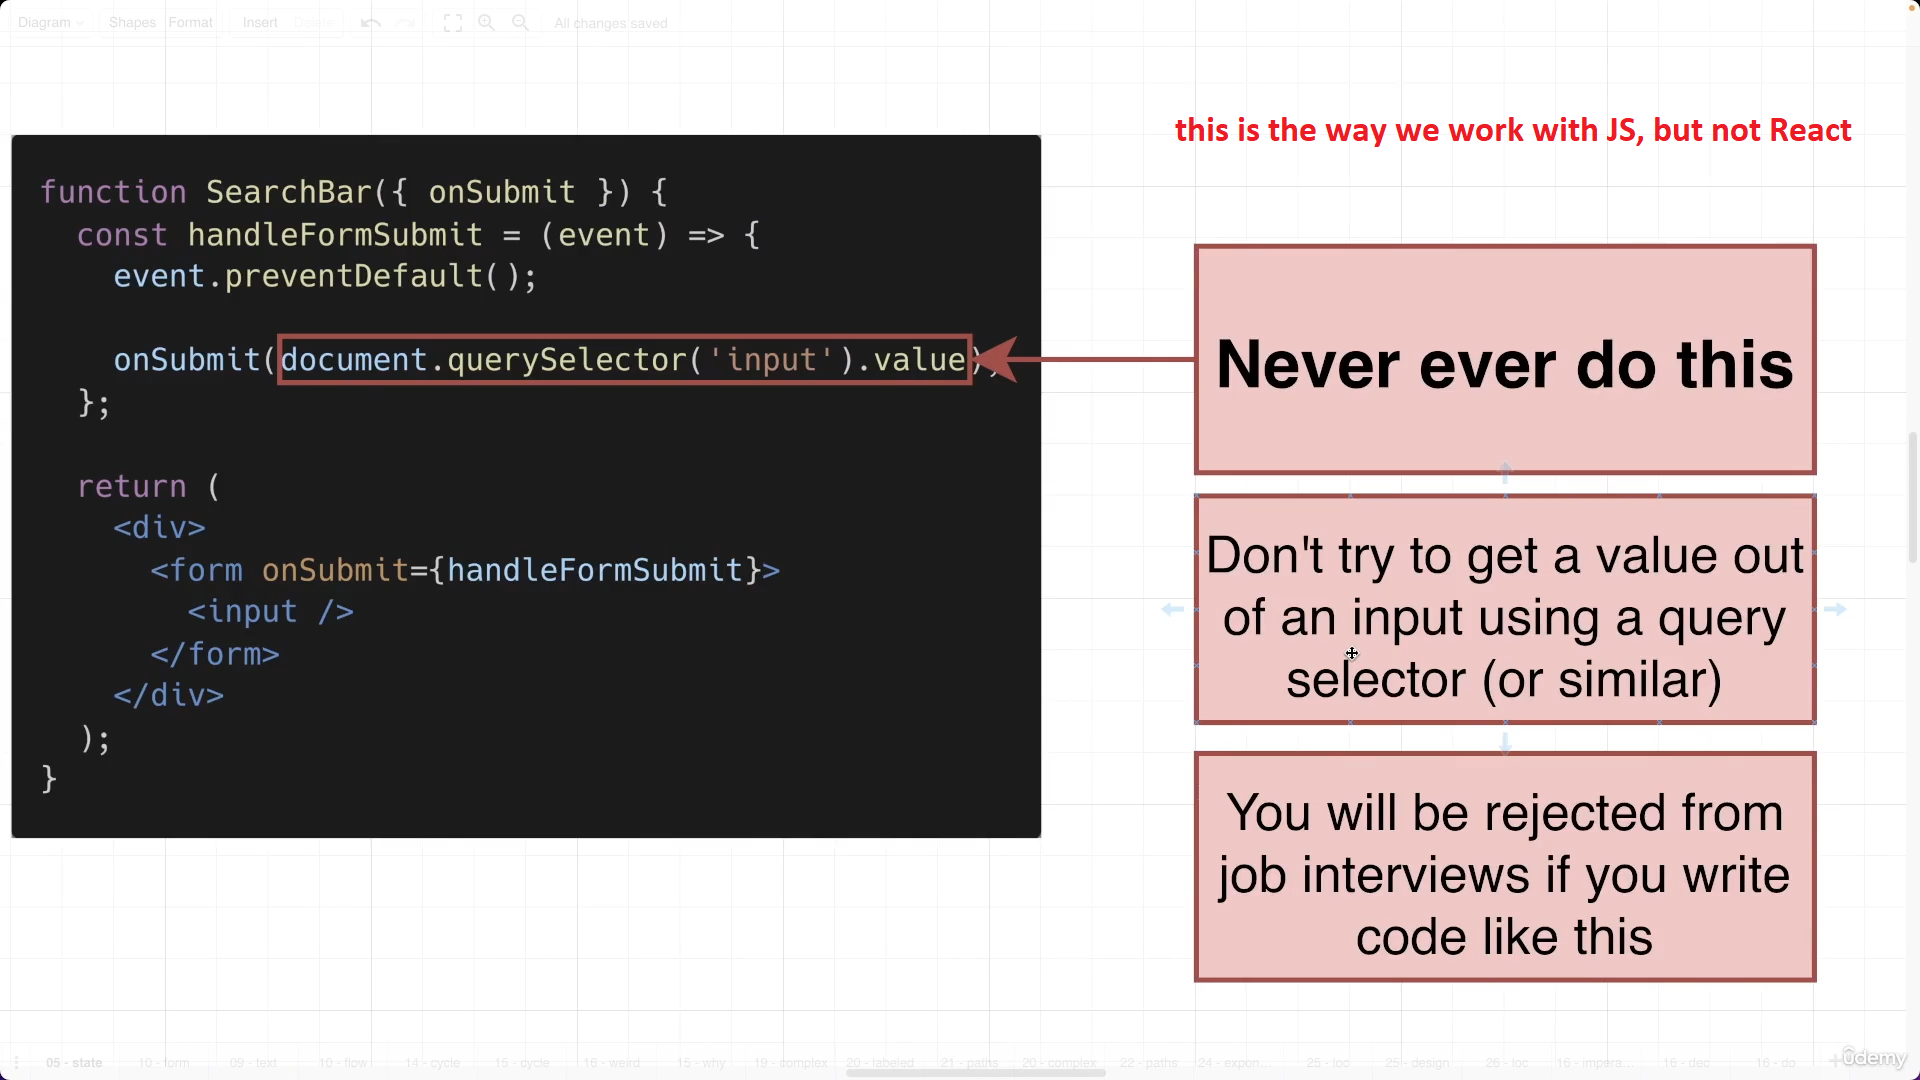 Diagram Shapes Format Insert Delete All changes saved
this is the way we work with JS, but not React
function SearchBar({ onSubmit }) {
const handleFormSubmit = (event) => {
event.preventDefault();
onSubmit(document.querySelector('input').value);
};
return (
<div>
<form onSubmit={handleFormSubmit}>
<input />
</form>
</div>
);
}
Never ever do this
Don't try to get a value out
of an input using a query
selector (or similar)
You will be rejected from
job interviews if you write
code like this
05 - state 10 - form 09 - text 10 - flow 14 - cycle 15 - cycle 16 - weird 15 - why 19 - complex 20 - labeled 21 - paths 20 - complex 22 - paths 24 - expon... 25 - loc 25 - design 26 - loc 16 - impera... 16 - dec 16 - do
ûdemy